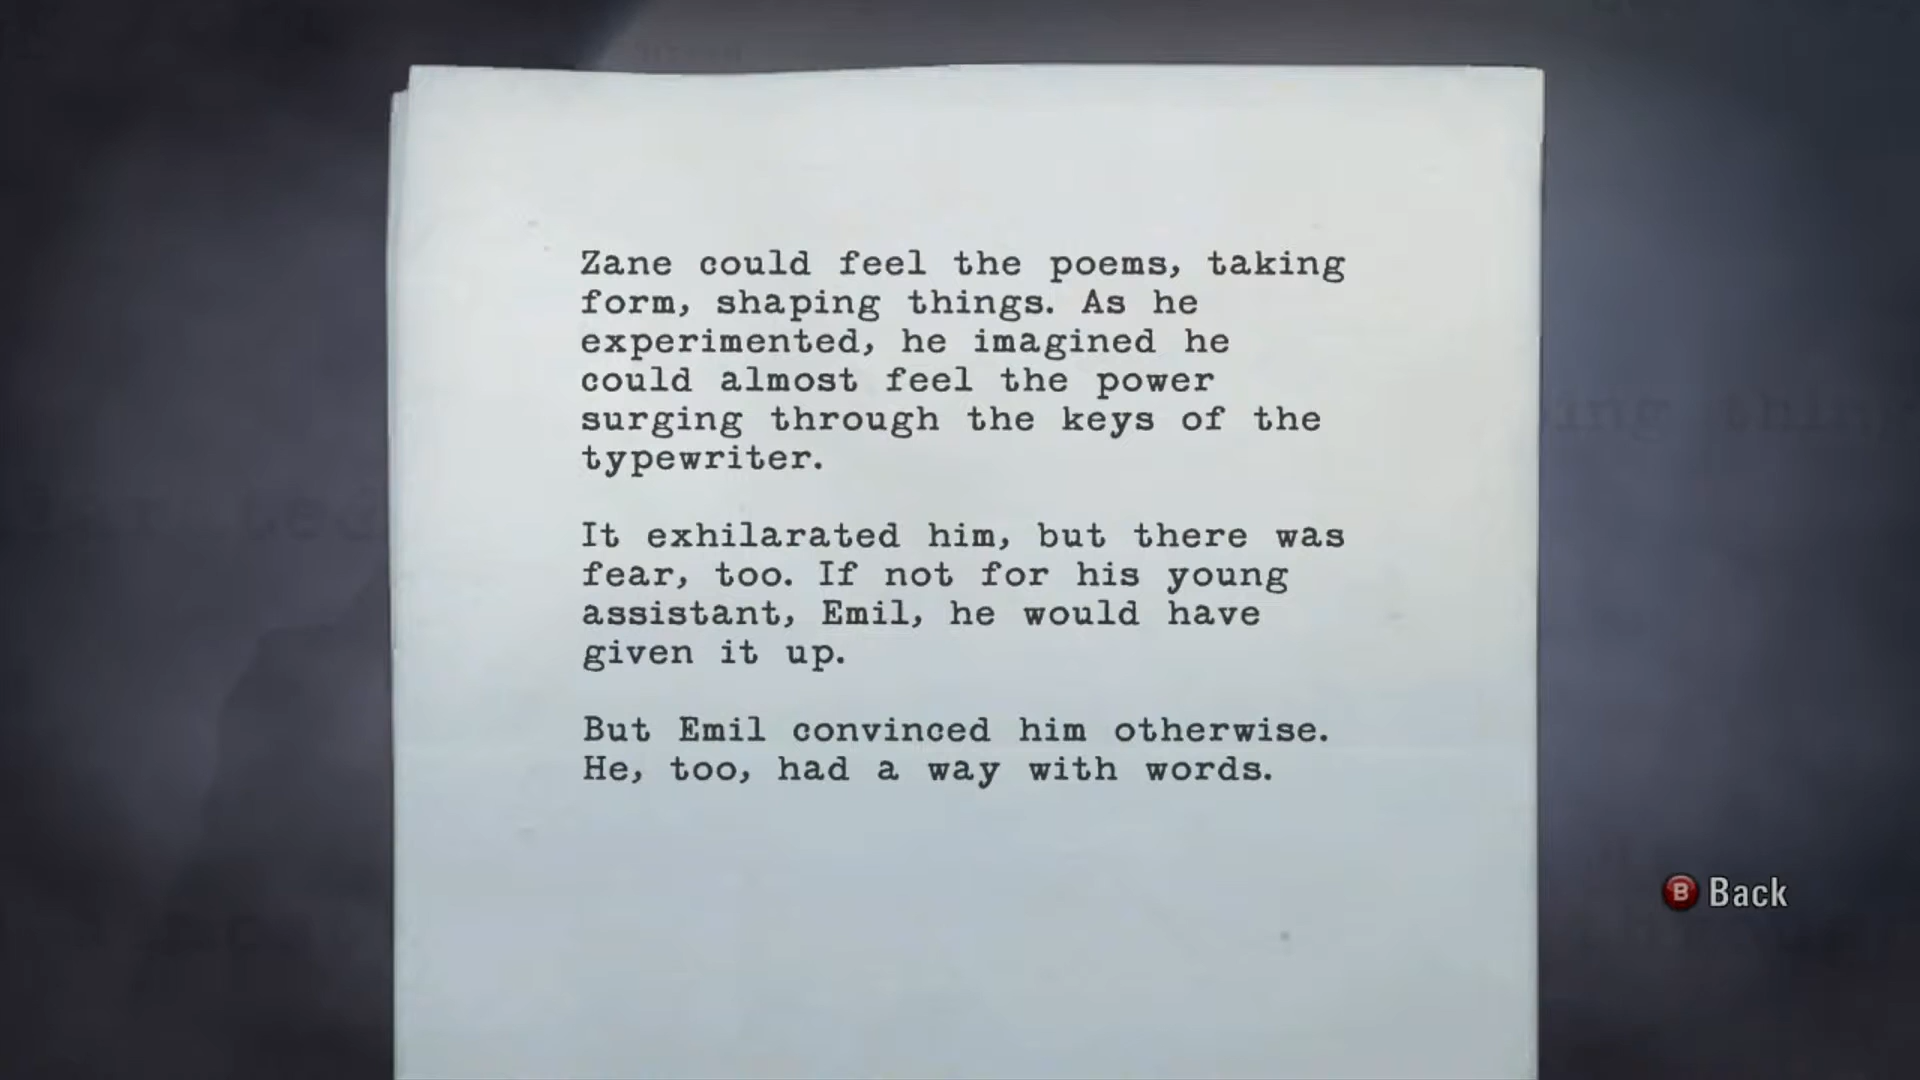 Zane could feel the poems, taking
form, shaping things. As he
experimented, he imagined he
could almost feel the power
surging through the keys of the
typewriter.
It exhilarated him, but there was
fear, too. If not for his young
assistant, Emil, he would have
given it up.
But Emil convinced him otherwise.
He, too, had a way with words.
B Back